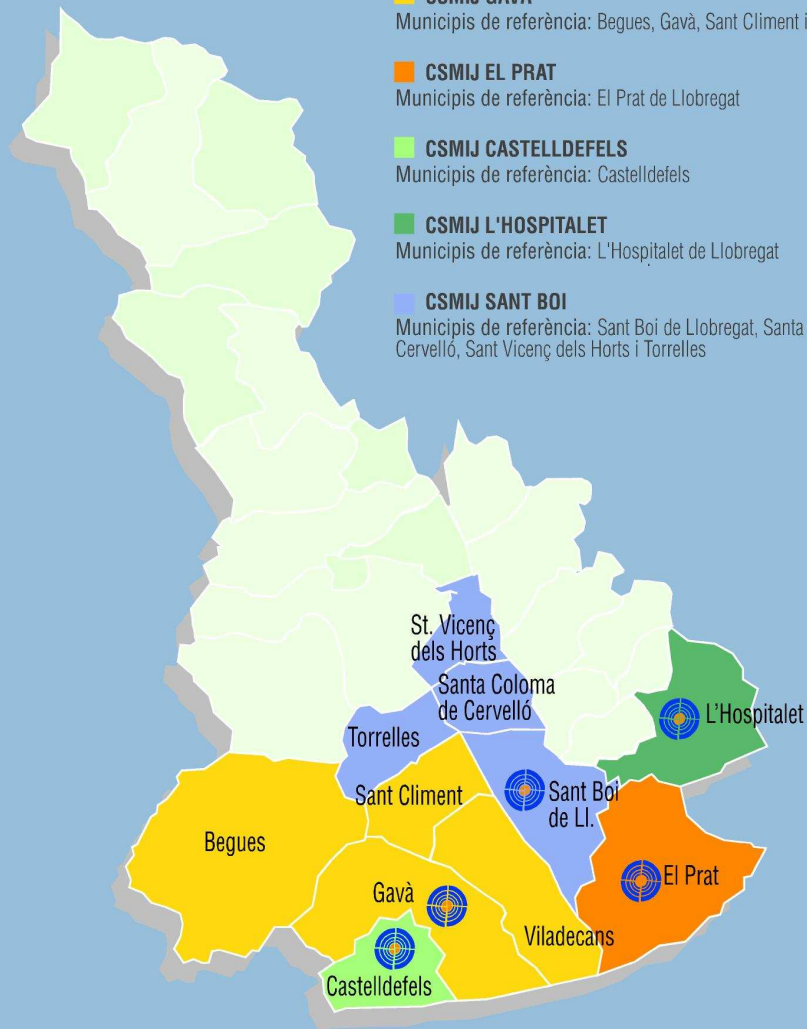 CSMIJ GAVÀ
Municipis de referència: Begues, Gavà, Sant Climent i
CSMIJ EL PRAT
Municipis de referència: El Prat de Llobregat
CSMIJ CASTELLDEFELS
Municipis de referència: Castelldefels
CSMIJ L'HOSPITALET
Municipis de referència: L'Hospitalet de Llobregat
CSMIJ SANT BOI
Municipis de referència: Sant Boi de Llobregat, Santa
Cervelló, Sant Vicenç dels Horts i Torrelles
St. Vicenç
dels Horts
Santa Coloma
de Cervelló
L'Hospitalet
Torrelles
Sant Climent
Sant Boi
de Ll.
Begues
El Prat
Gavà
Viladecans
Castelldefels